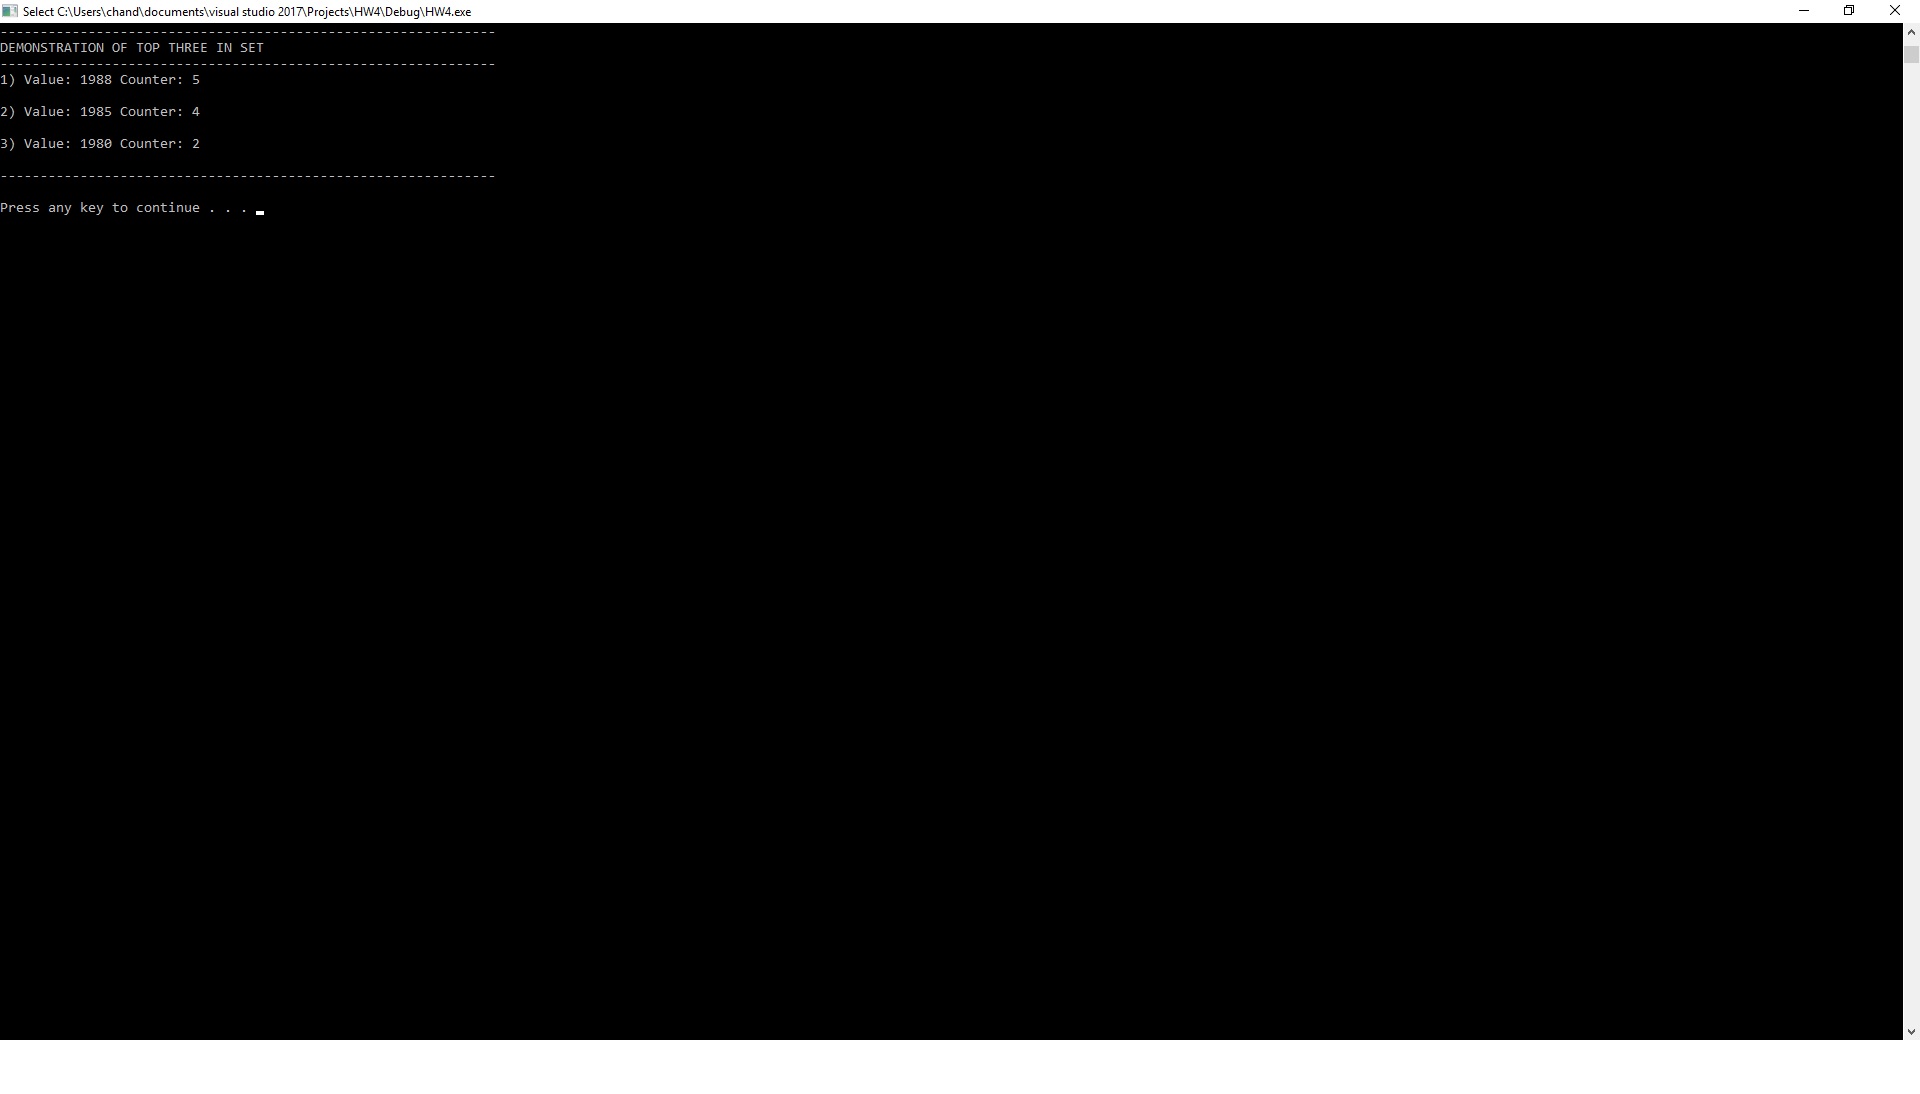 Select C:\Users\chand\documents\visual studio 2017\Projects\HW4\Debug\HW4.exe
--------------------------------------------------------------
DEMONSTRATION OF TOP THREE IN SET
--------------------------------------------------------------
1) Value: 1988 Counter: 5
2) Value: 1985 Counter: 4
3) Value: 1980 Counter: 2
--------------------------------------------------------------
Press any key to continue . . .